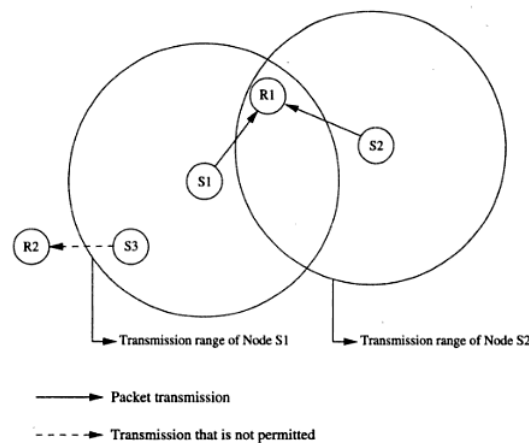 R1
S2
S1
R2
S3
Transmission range of Node S1
Transmission range of Node S2
Packet transmission
Transmission that is not permitted